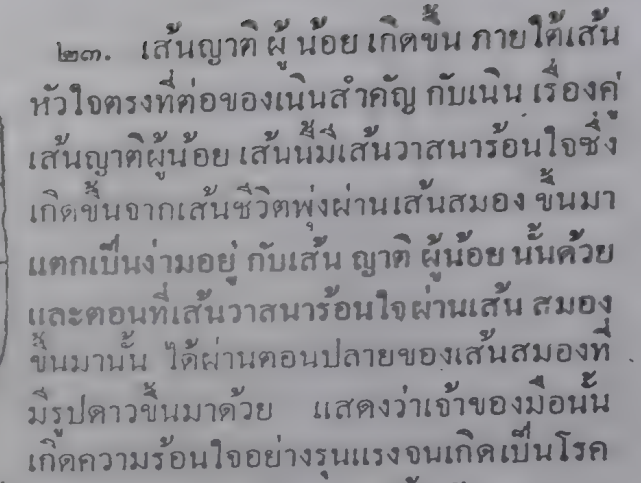 ๒๓. เส้นญาติ ผู้ น้อย เกิดขึ้น ภายใต้เส้น
หัวใจตรงที่ต่อของเนินสำคัญ กับเนิน เรื่องคู่
เส้นญาติผู้น้อย เส้นนี้มีเส้นวาสนาร้อนใจซึ่ง
เกิดขึ้นจากเส้นชีวิตพุ่งผ่านเส้นสมอง ขึ้นมา
แตกเป็นง่ามอยู่ กับเส้น ญาติ ผู้น้อย นั้นด้วย
และตอนที่เส้นวาสนาร้อนใจผ่านเส้น สมอง
ขึ้นมานั้น ได้ผ่านตอนปลายของเส้นสมองที่
มีรูปดาวขึ้นมาด้วย แสดงว่าเจ้าของมือนั้น
เกิดความร้อนใจอย่างรุนแรงจนเกิดเป็นโรค